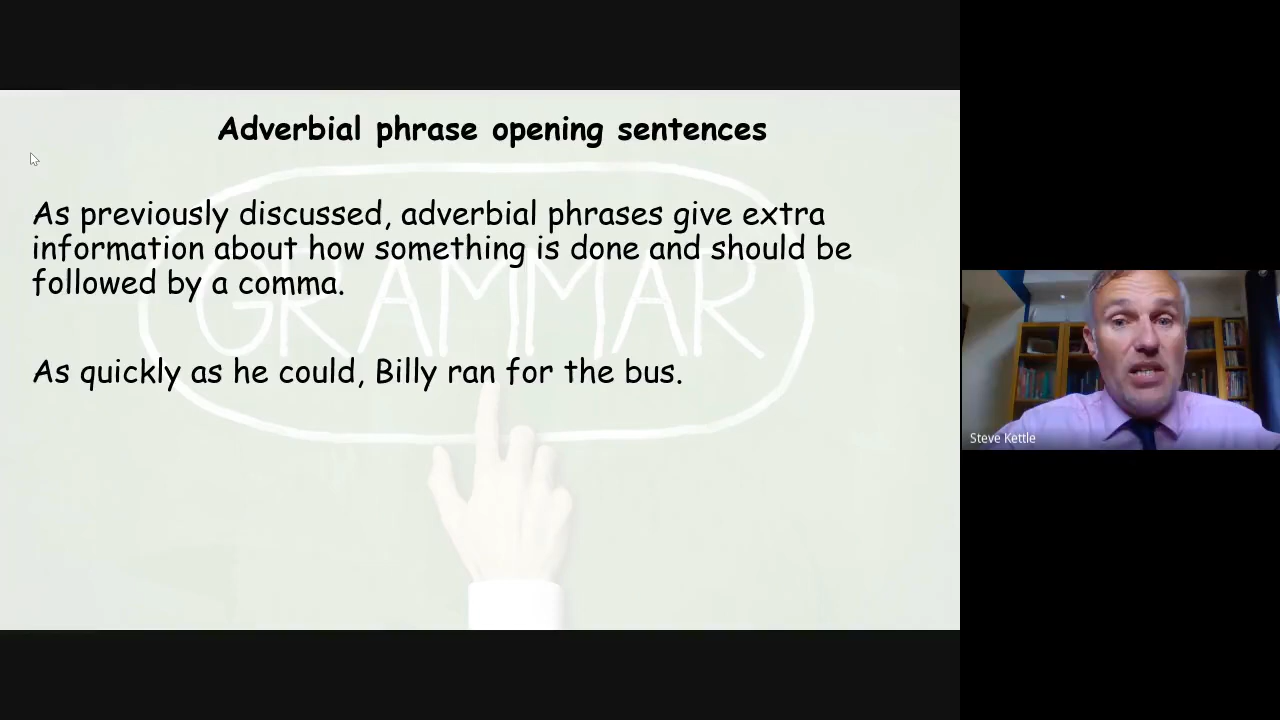 Adverbial phrase opening sentences
As previously discussed, adverbial phrases give extra
information about how something is done and should be
followed by a comma.
GRAMMAR
As quickly as he could, Billy ran for the bus.
Steve Kettle